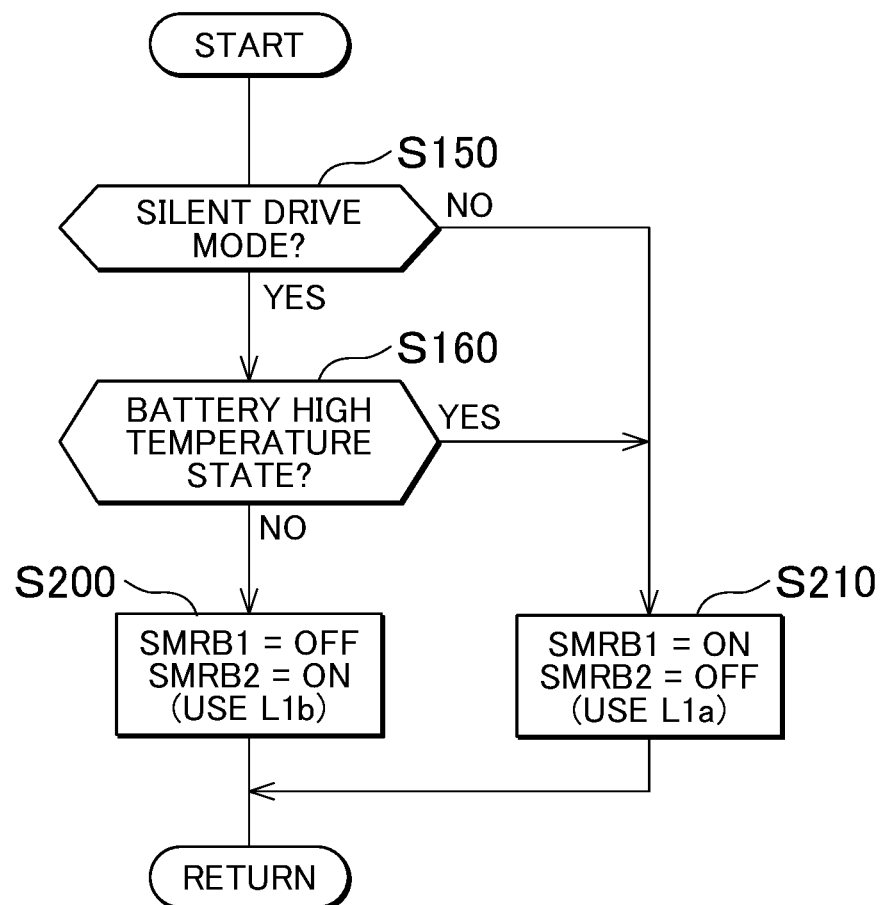 START
S150
SILENT DRIVE
MODE?
NO
YES
S160
BATTERY HIGH
TEMPERATURE
STATE?
YES
NO
S200
SMRB1 = OFF
SMRB2 = ON
(USE L1b)
S210
SMRB1 = ON
SMRB2 = OFF
(USE L1a)
RETURN